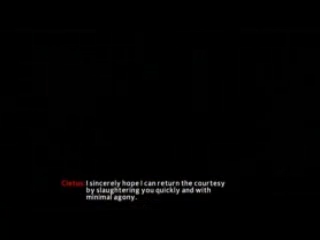 Cletus: I sincerely hope I can return the courtesy
by slaughtering you quickly and with
minimal agony.